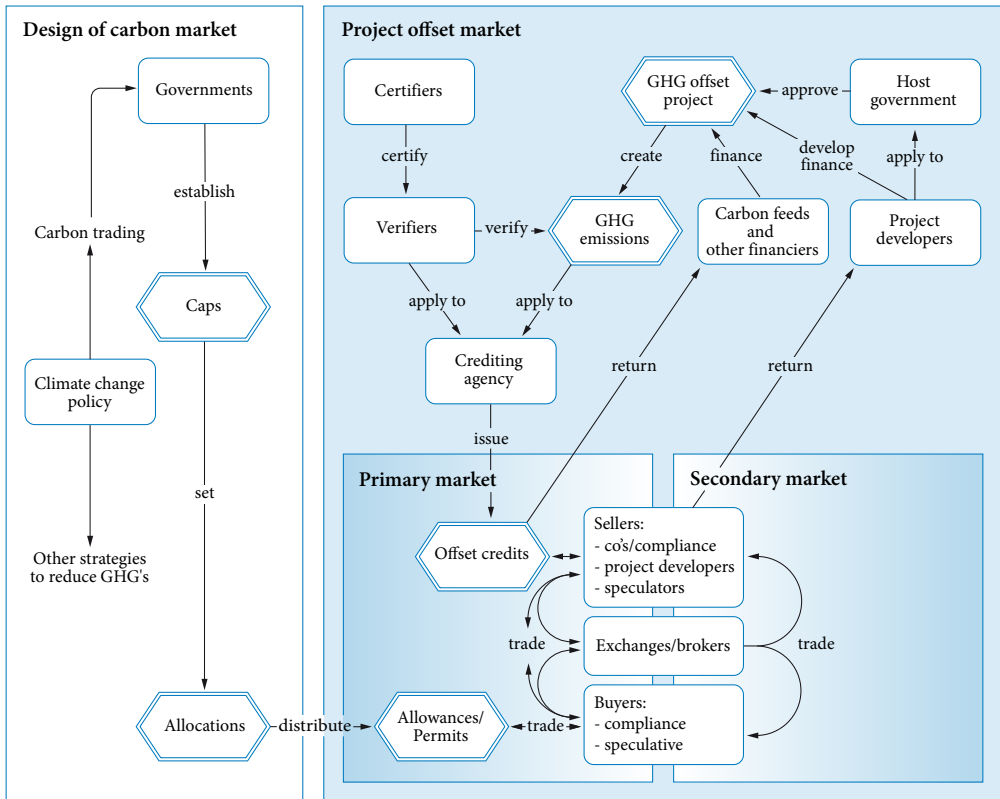 Design of carbon market
Governments
establish
Carbon trading
Caps
Climate change
policy
set
Other strategies
to reduce GHG's
Allocations
distribute
Project offset market
Certifiers
GHG offset
project
approve
Host
government
certify
create
finance
develop
finance
apply to
Verifiers
verify
GHG
emissions
Carbon feeds
and
other financiers
Project
developers
apply to
apply to
Crediting
agency
return
return
issue
Primary market
Secondary market
Offset credits
Sellers:
- co's/compliance
- project developers
- speculators
trade
Exchanges/brokers
trade
Allowances/
Permits
trade
Buyers:
- compliance
- speculative